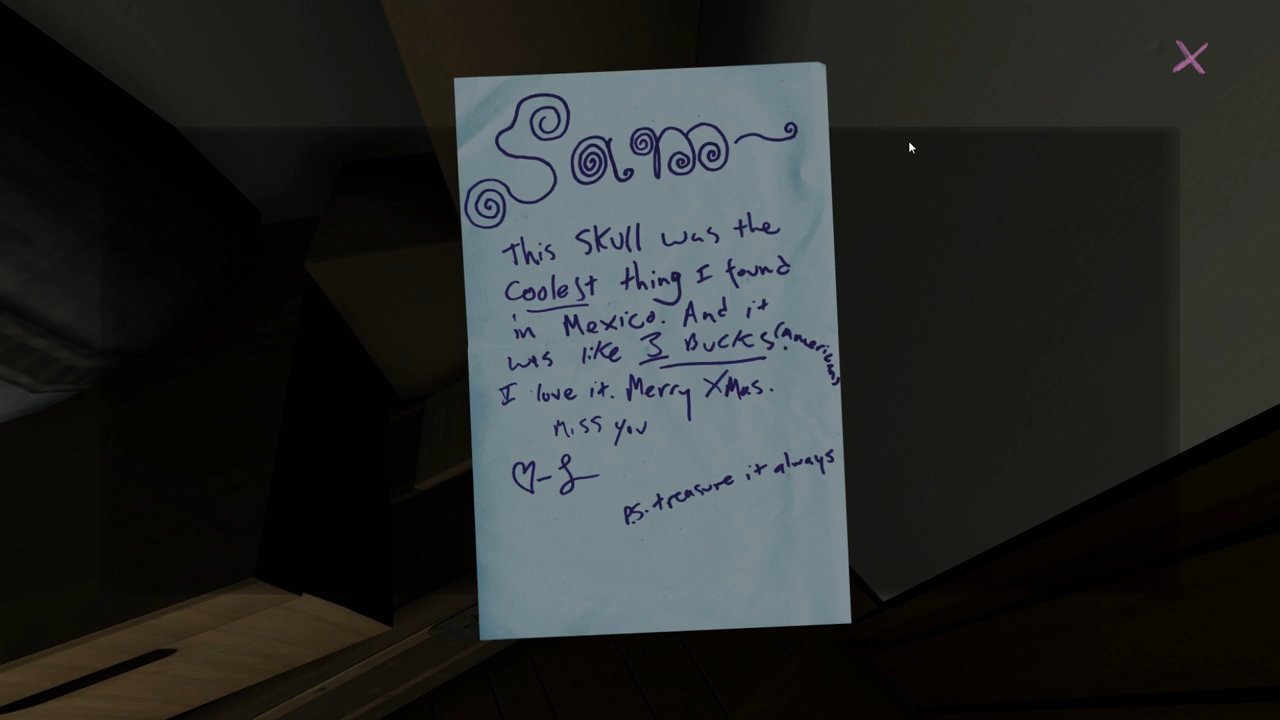 Sam
This Skull was the
Coolest thing I found
in Mexico. And it
was like 3 Bucks. (American)
I love it. Merry XMas.
Miss you
♡-L
P.S. treasure it always